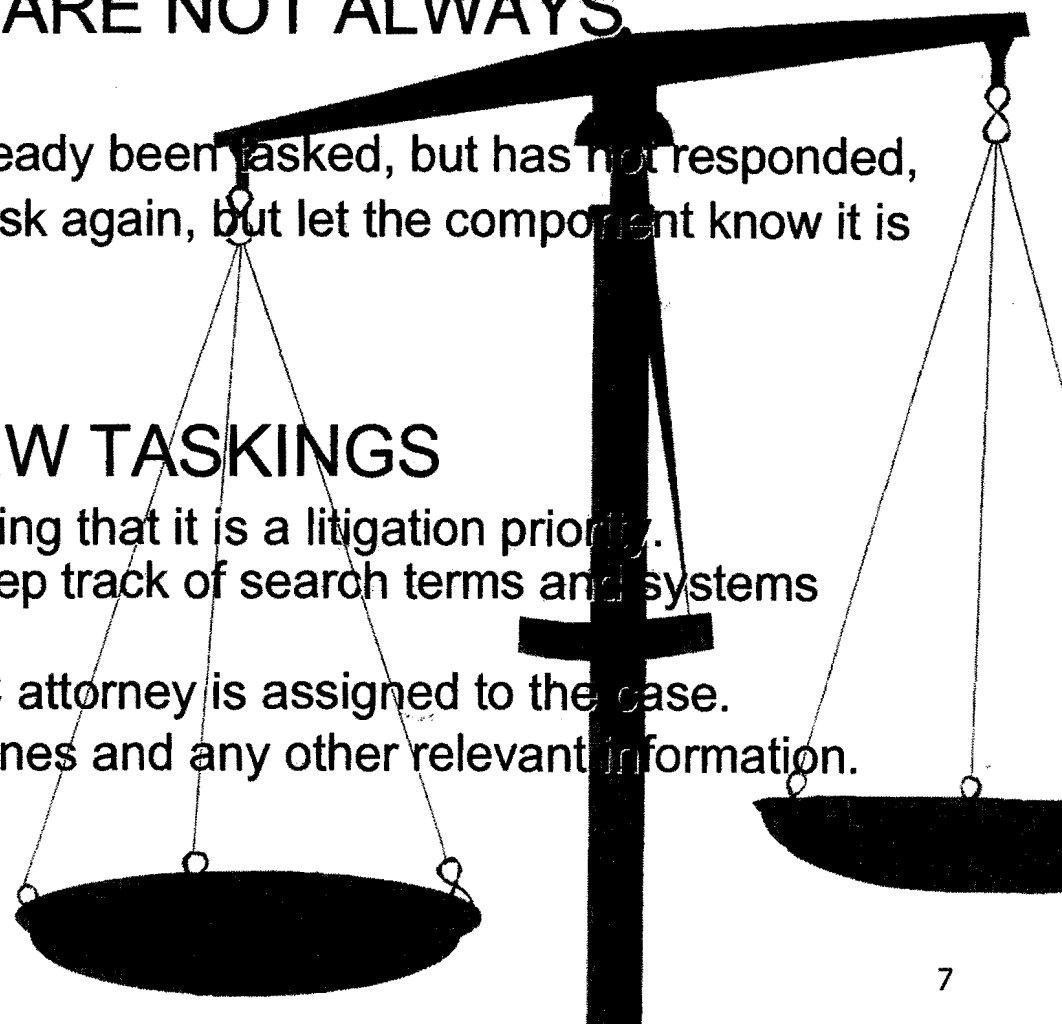 ARE NOT ALWAYS
eady been tasked, but has not responded,
sk again, but let the component know it is
W TASKINGS
ing that it is a litigation priority.
ep track of search terms and systems
attorney is assigned to the case.
nes and any other relevant information.
7